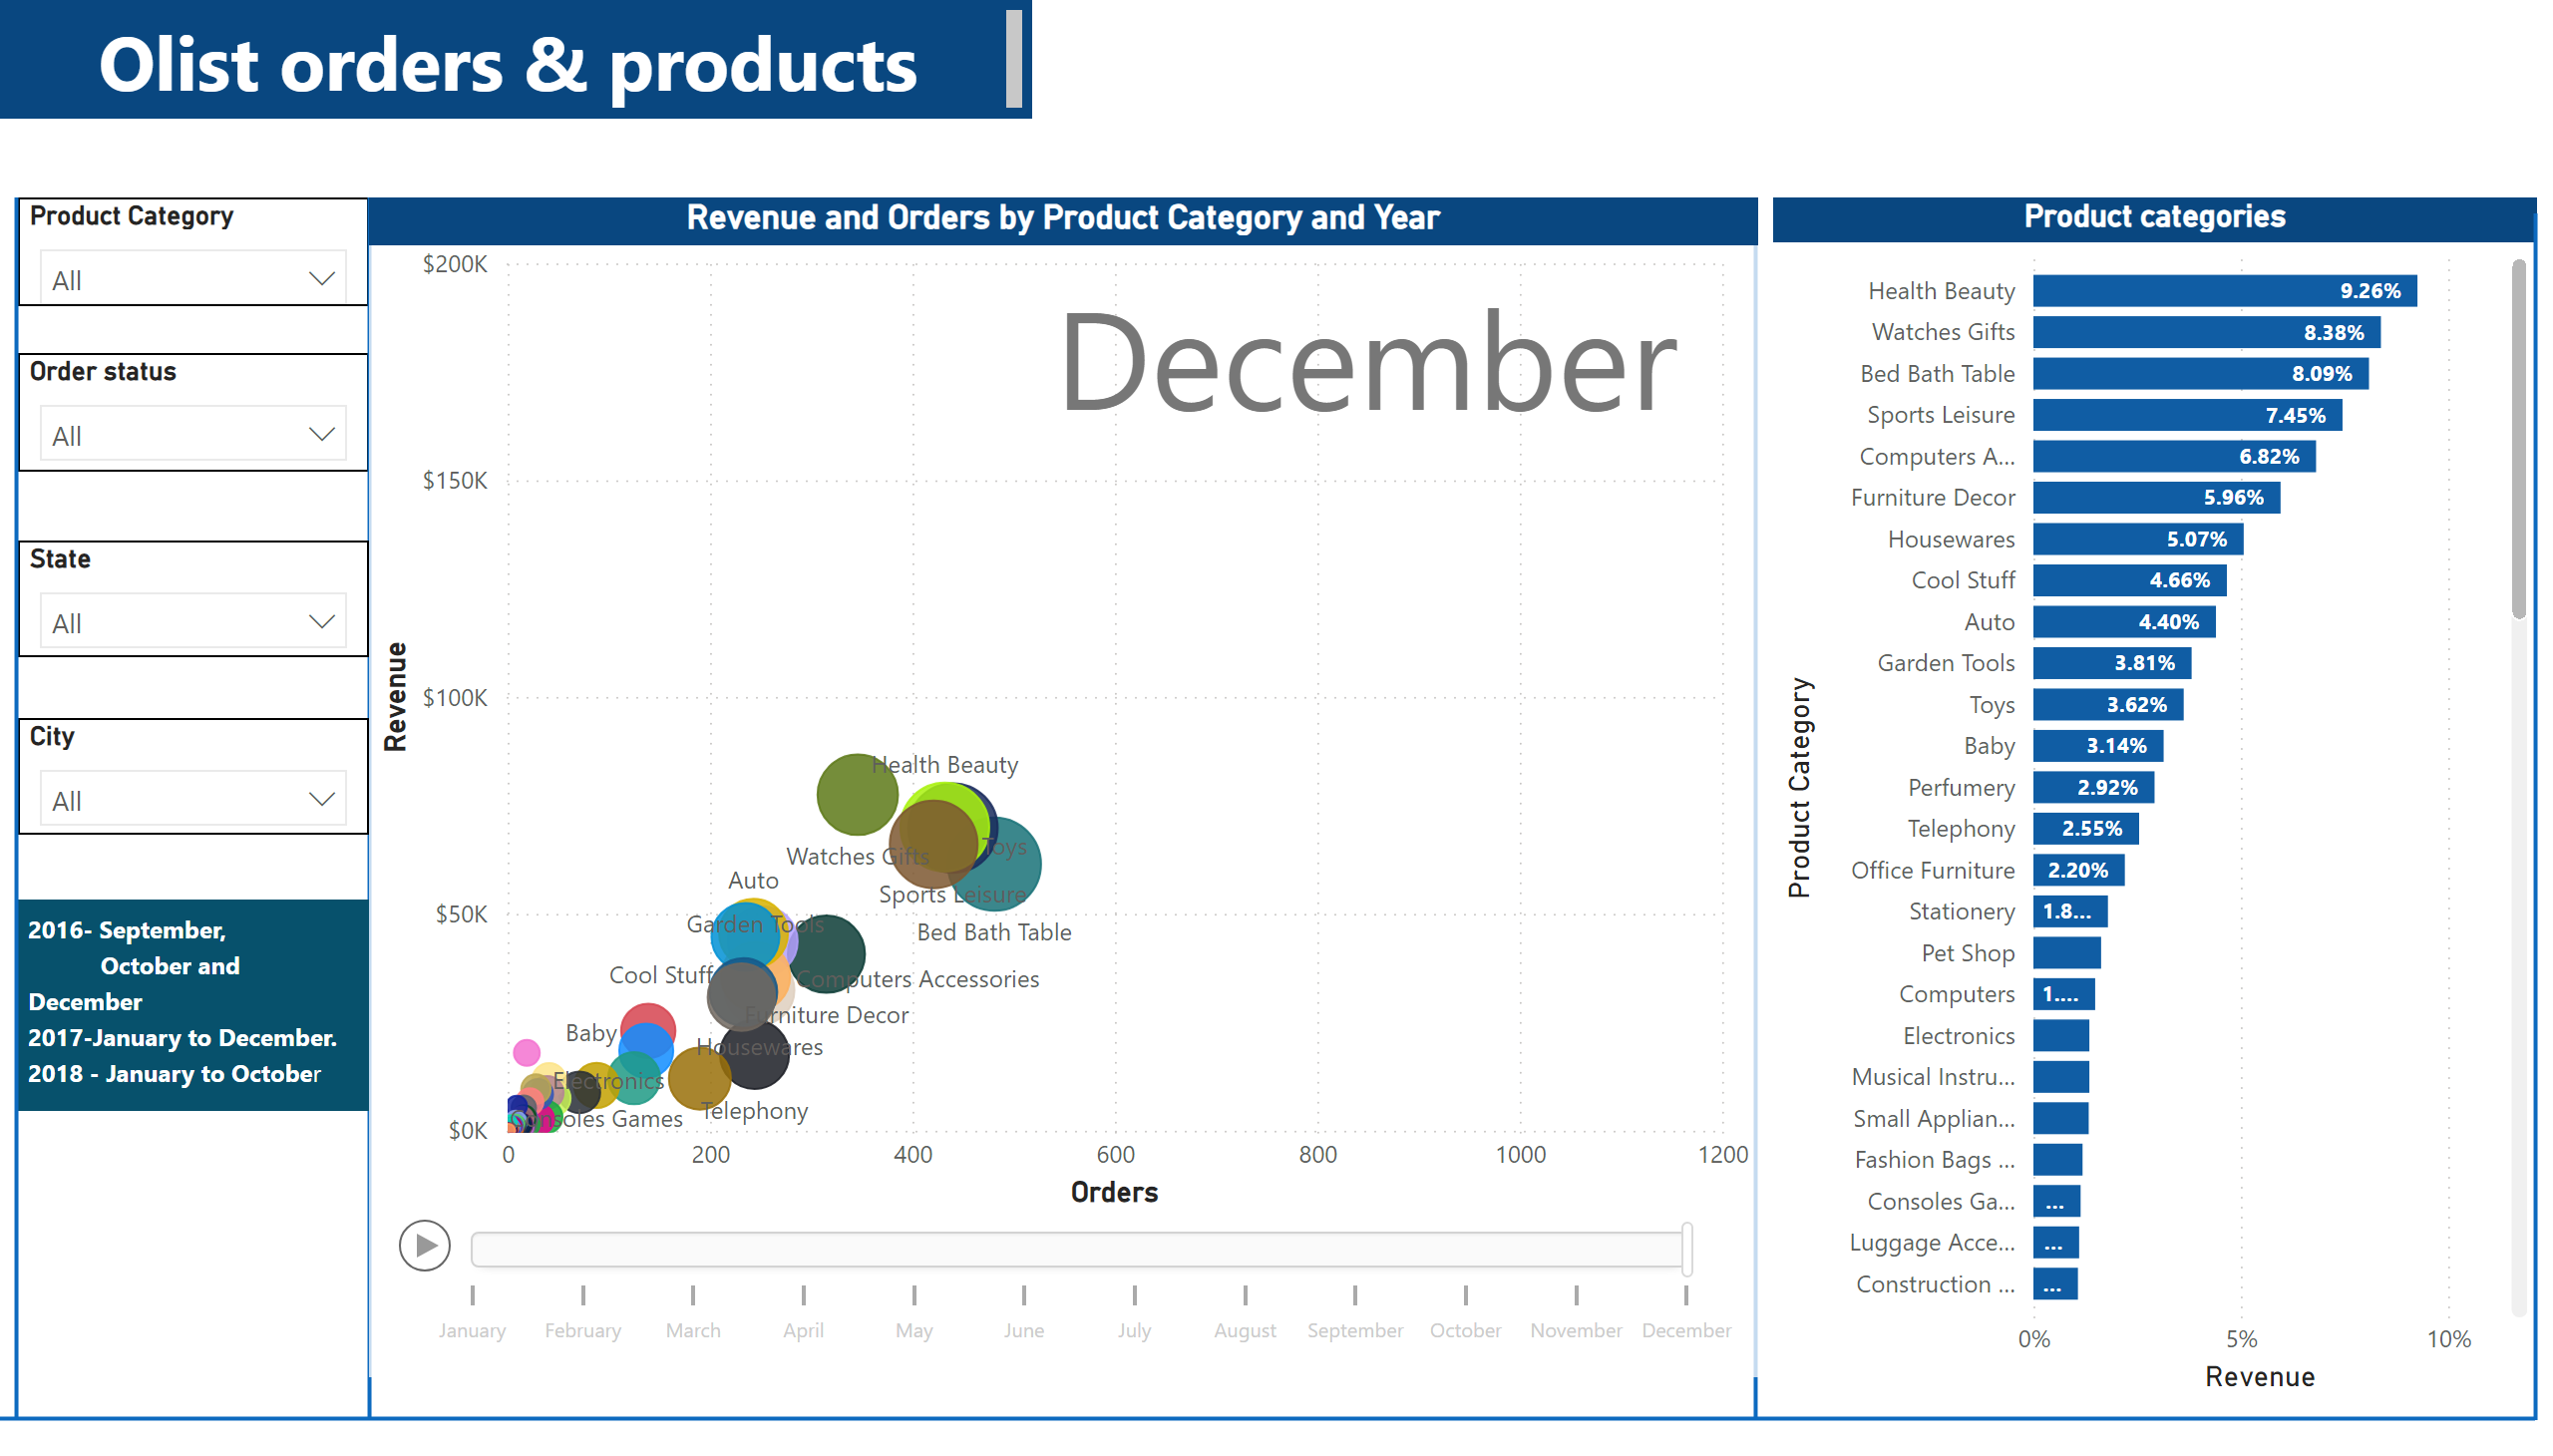 Olist orders & products
Product Category
All
Order status
All
State
All
City
All
2016- September,
October and
December
2017-January to December.
2018 - January to October
Revenue and Orders by Product Category and Year
$200K
$150K
$100K
$50K
$0K
Revenue
December
Health Beauty
Toys
Watches Gifts
Auto
Sports Leisure
Garden Tools
Bed Bath Table
Cool Stuff
Computers Accessories
Furniture Decor
Baby
Housewares
Electronics
Telephony
Games
0 200 400 600 800 1000 1200
Orders
January February March April May June July August September October November December
Product categories
Product Category
Health Beauty 9.26%
Watches Gifts 8.38%
Bed Bath Table 8.09%
Sports Leisure 7.45%
Computers A... 6.82%
Furniture Decor 5.96%
Housewares 5.07%
Cool Stuff 4.66%
Auto 4.40%
Garden Tools 3.81%
Toys 3.62%
Baby 3.14%
Perfumery 2.92%
Telephony 2.55%
Office Furniture 2.20%
Stationery 1.8...
Pet Shop
Computers 1....
Electronics
Musical Instru...
Small Applian...
Fashion Bags ...
Consoles Ga... ...
Luggage Acce... ...
Construction ... ...
0% 5% 10%
Revenue